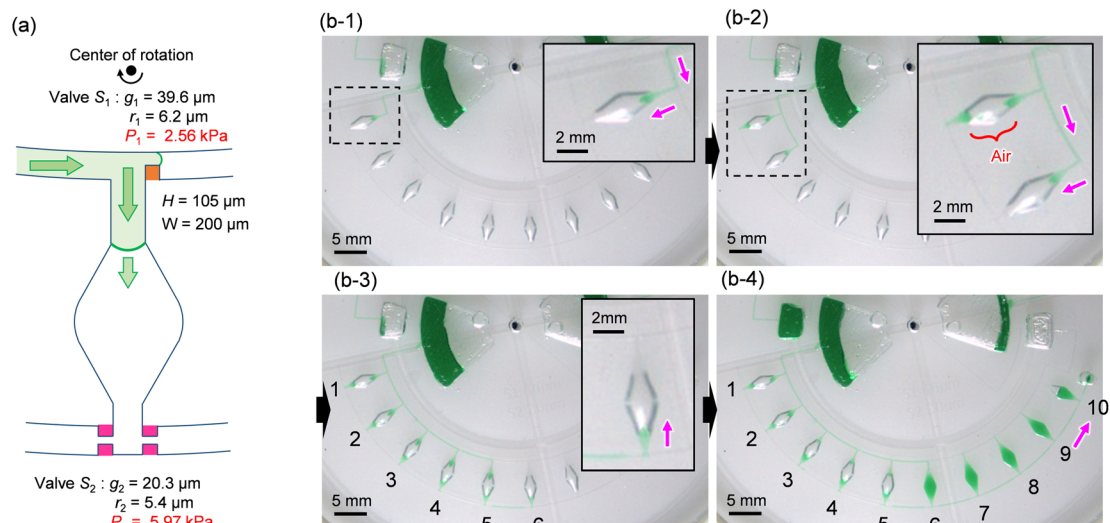 (a)
Center of rotation
Valve S₁ : g₁ = 39.6 µm
r₁ = 6.2 µm
P₁ = 2.56 kPa
H = 105 µm
W = 200 µm
Valve S₂ : g₂ = 20.3 µm
r₂ = 5.4 µm
= 5.97 kPa
(b-1)
2 mm
5 mm
(b-2)
Air
2 mm
5 mm
(b-3)
2mm
1
2
3
4
5
6
5 mm
(b-4)
1
2
3
4
5
6
7
8
9
10
5 mm